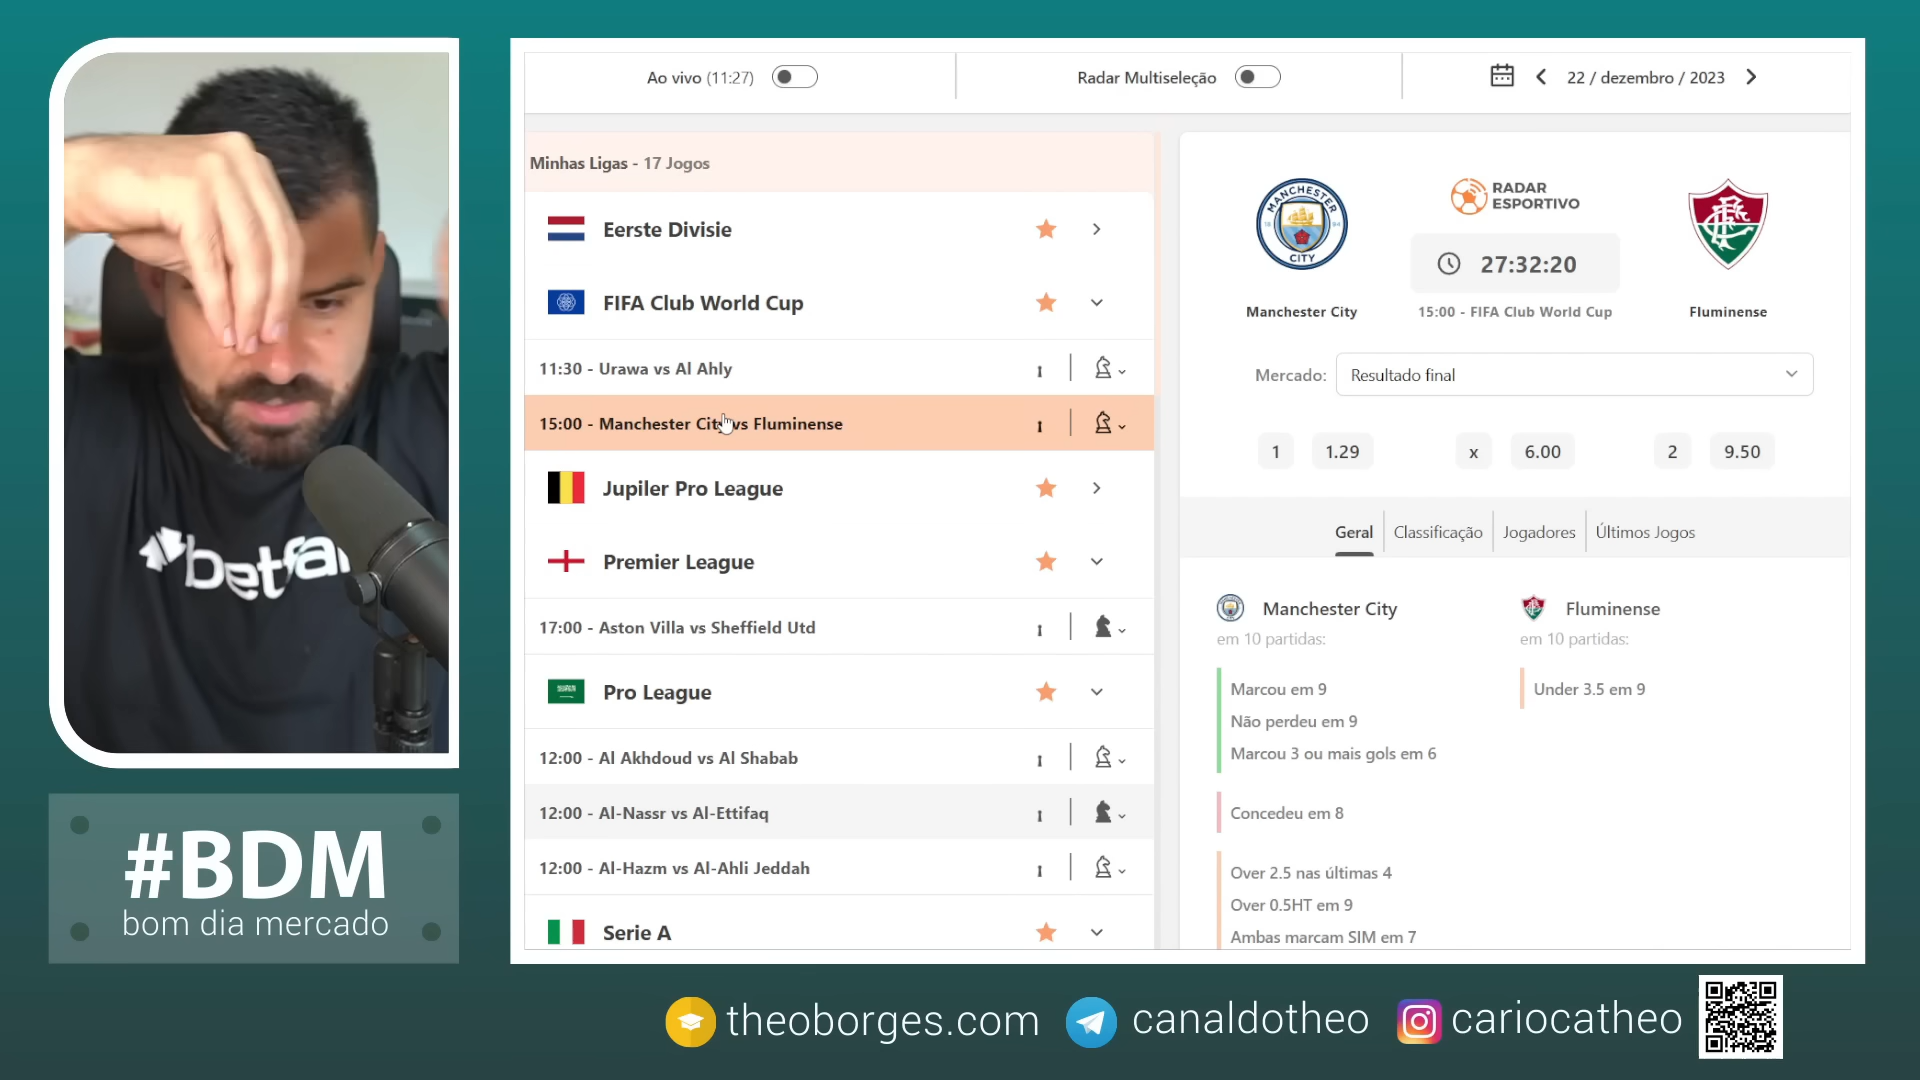 betfair
#BDM
bom dia mercado
Ao vivo (11:27)
Radar Multiseleção
22 / dezembro / 2023
Minhas Ligas - 17 Jogos
Eerste Divisie
FIFA Club World Cup
11:30 - Urawa vs Al Ahly
15:00 - Manchester City vs Fluminense
Jupiler Pro League
Premier League
17:00 - Aston Villa vs Sheffield Utd
Pro League
12:00 - Al Akhdoud vs Al Shabab
12:00 - Al-Nassr vs Al-Ettifaq
12:00 - Al-Hazm vs Al-Ahli Jeddah
Serie A
MANCHESTER
18 94
CITY
RADAR
ESPORTIVO
27:32:20
Manchester City
15:00 - FIFA Club World Cup
Fluminense
Mercado: Resultado final
1 1.29 x 6.00 2 9.50
Geral Classificação Jogadores Últimos Jogos
Manchester City
em 10 partidas:
Marcou em 9
Não perdeu em 9
Marcou 3 ou mais gols em 6
Concedeu em 8
Over 2.5 nas últimas 4
Over 0.5HT em 9
Ambas marcam SIM em 7
Fluminense
em 10 partidas:
Under 3.5 em 9
theoborges.com canaldotheo cariocatheo